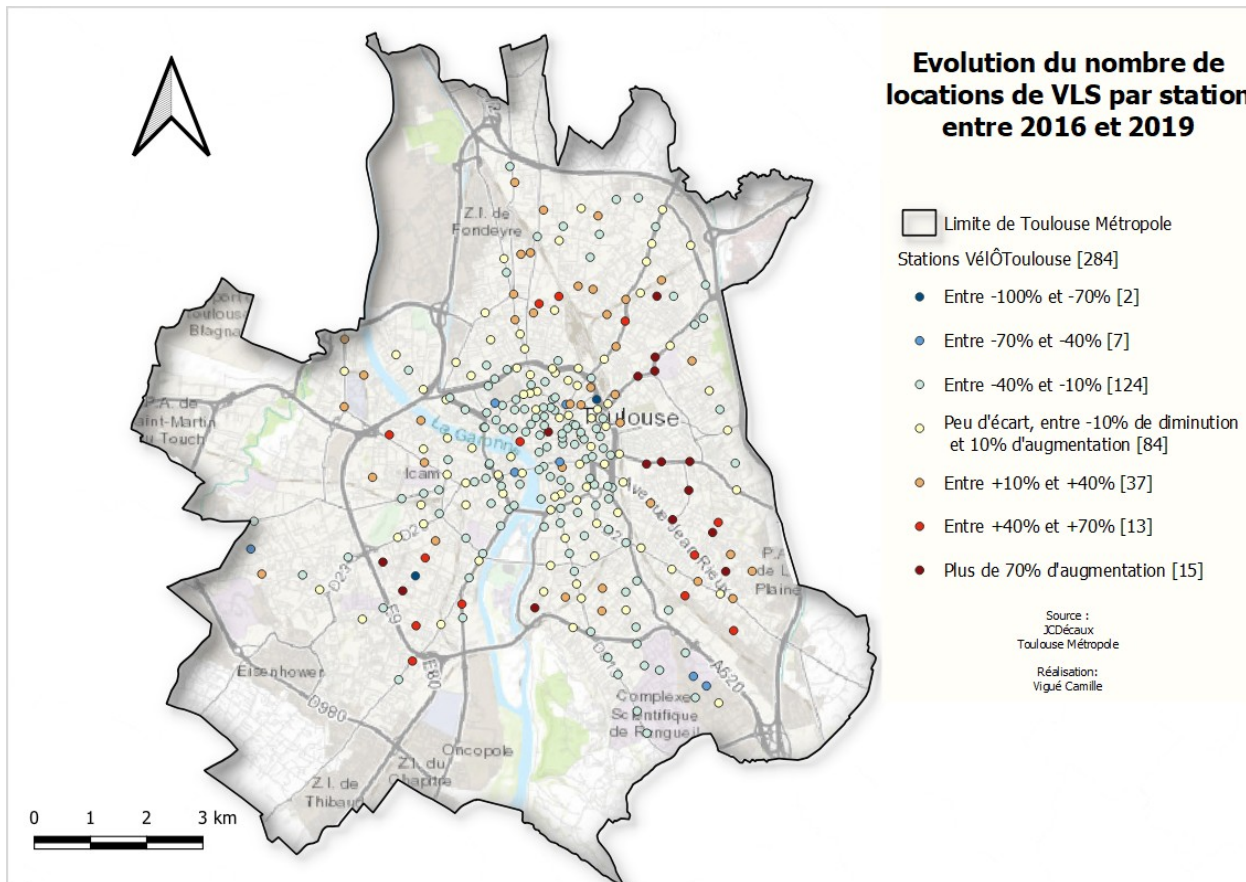 Evolution du nombre de
locations de VLS par station
entre 2016 et 2019
Limite de Toulouse Métropole
Stations VélÔToulouse [284]
Entre -100% et -70% [2]
Entre -70% et -40% [7]
Entre -40% et -10% [124]
Peu d'écart, entre -10% de diminution
et 10% d'augmentation [84]
Entre +10% et +40% [37]
Entre +40% et +70% [13]
Plus de 70% d'augmentation [15]
Source :
JCDécaux
Toulouse Métropole
Réalisation:
Vigué Camille
Z.I. de
Fondeyre
Toulouse
Blagna
P.A. de
Saint-Martin
du Touch
La Garonne
Toulouse
Icam
Avenue Jean Rieux
P.A.
de L
Plaine
E9
E80
A620
Eisenhower
D980
Complexe
Scientifique
de Rangueil
Oncopole
Z.I. du
Chapitre
Z.I. de
Thibaud
0 1 2 3 km